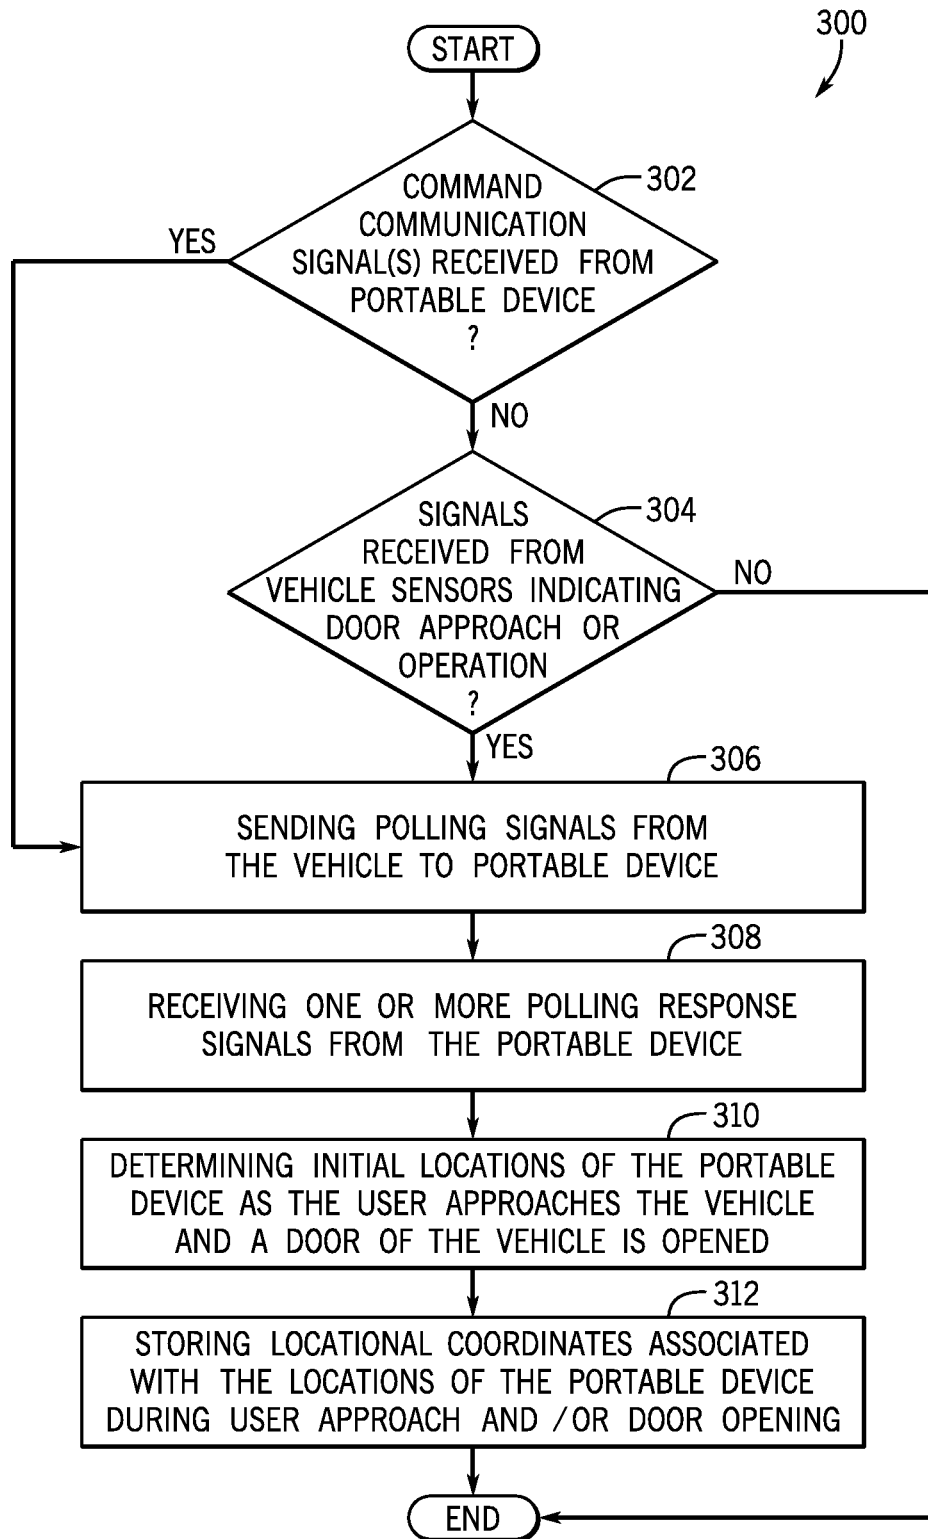 300
START
302
COMMAND
COMMUNICATION
SIGNAL(S) RECEIVED FROM
PORTABLE DEVICE
?
YES
NO
304
SIGNALS
RECEIVED FROM
VEHICLE SENSORS INDICATING
DOOR APPROACH OR
OPERATION
?
NO
YES
306
SENDING POLLING SIGNALS FROM
THE VEHICLE TO PORTABLE DEVICE
308
RECEIVING ONE OR MORE POLLING RESPONSE
SIGNALS FROM THE PORTABLE DEVICE
310
DETERMINING INITIAL LOCATIONS OF THE PORTABLE
DEVICE AS THE USER APPROACHES THE VEHICLE
AND A DOOR OF THE VEHICLE IS OPENED
312
STORING LOCATIONAL COORDINATES ASSOCIATED
WITH THE LOCATIONS OF THE PORTABLE DEVICE
DURING USER APPROACH AND /OR DOOR OPENING
END